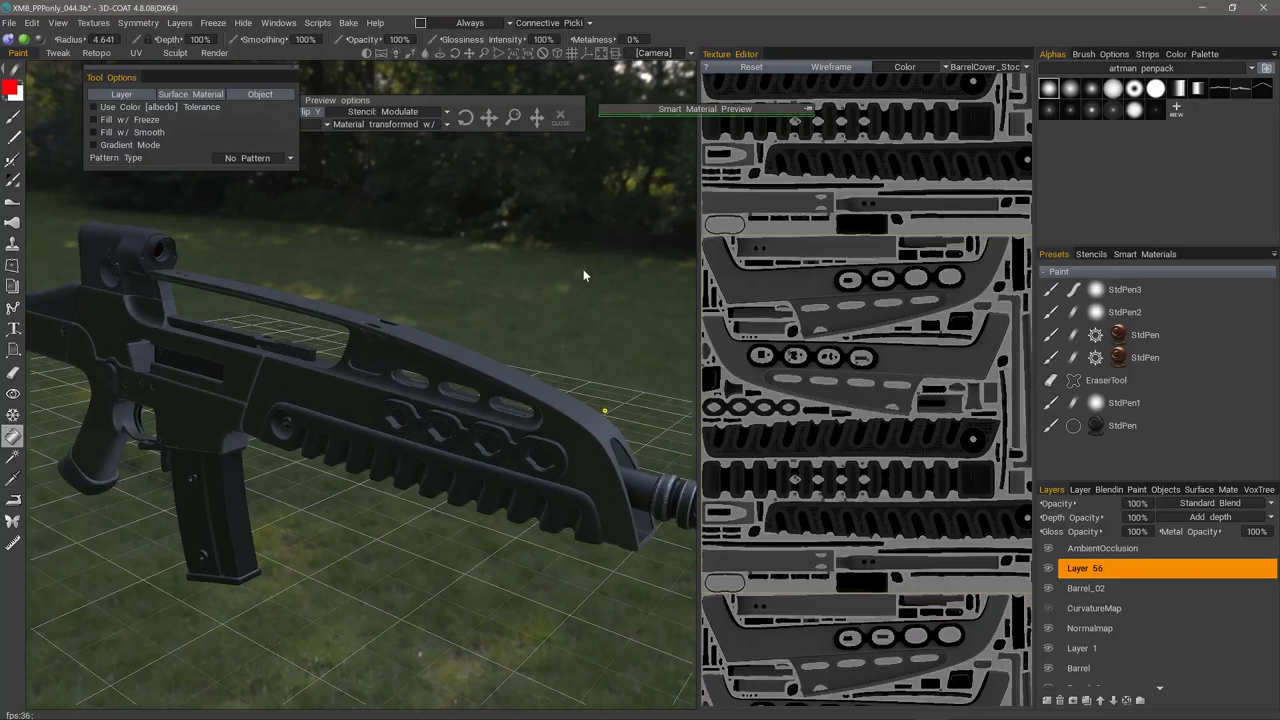 XM8_PPPonly_044.3b* - 3D-COAT 4.8.08(DX64)
File Edit View Textures Symmetry Layers Freeze Hide Windows Scripts Bake Help Always Connective Picki
Radius 4.641 Depth 100% Smoothing 100% Opacity 100% Glossiness Intensity 100% Metalness 0%
Paint Tweak Retopo UV Sculpt Render [Camera]
Tool Options
Layer Surface Material Object
Use Color [albedo] Tolerance
Fill w/ Freeze
Fill w/ Smooth
Gradient Mode
Pattern Type No Pattern
Preview options
lip Y Stencil: Modulate
Material transformed w/
CLOSE
Smart Material Preview
Texture Editor
? Reset Wireframe Color BarrelCover_Stoc
Alphas Brush Options Strips Color Palette
artman penpack
NEW
Presets Stencils Smart Materials
- Paint
StdPen3
StdPen2
StdPen
StdPen
EraserTool
StdPen1
StdPen
Layers Layer Blendin Paint Objects Surface Mate VoxTree
Opacity 100% Standard Blend
Depth Opacity 100% Add depth
Gloss Opacity 100% Metal Opacity 100%
AmbientOcclusion
Layer 56
Barrel_02
CurvatureMap
Normalmap
Layer 1
Barrel
fps:36;